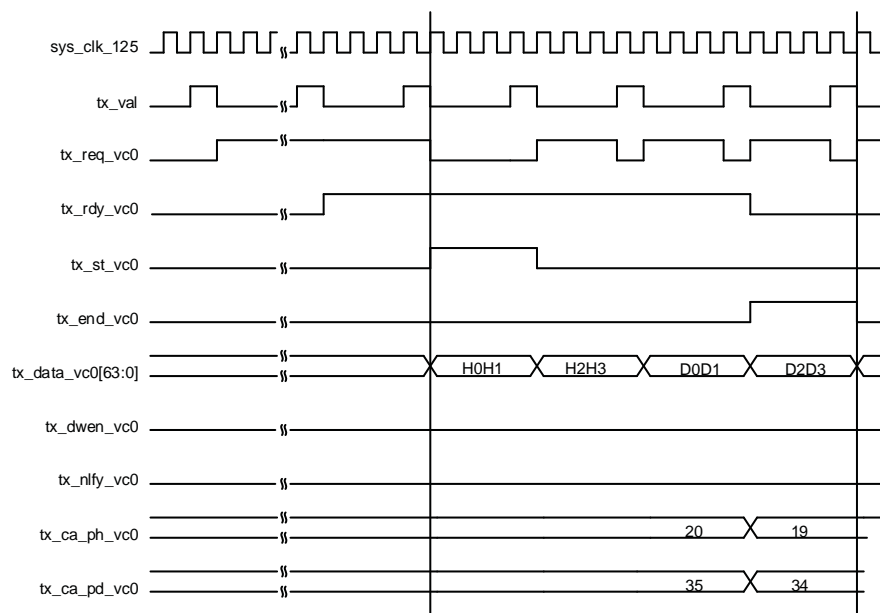 sys_clk_125
tx_val
tx_req_vc0
tx_rdy_vc0
tx_st_vc0
tx_end_vc0
tx_data_vc0[63:0] H0H1 H2H3 D0D1 D2D3
tx_dwen_vc0
tx_nlfy_vc0
tx_ca_ph_vc0 20 19
tx_ca_pd_vc0 35 34